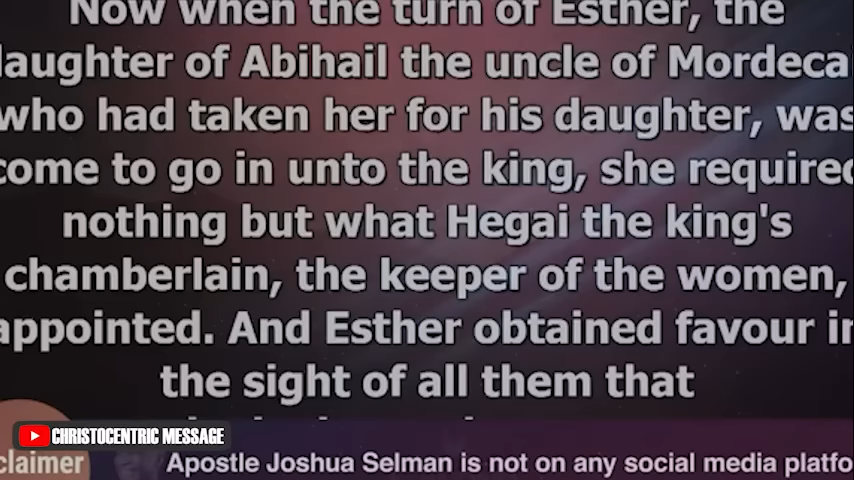 Now when the turn of Esther, the
daughter of Abihail the uncle of Mordecai
who had taken her for his daughter, was
come to go in unto the king, she required
nothing but what Hegai the king's
chamberlain, the keeper of the women,
appointed. And Esther obtained favour in
the sight of all them that
CHRISTOCENTRIC MESSAGE
claimer
Apostle Joshua Selman is not on any social media platfo